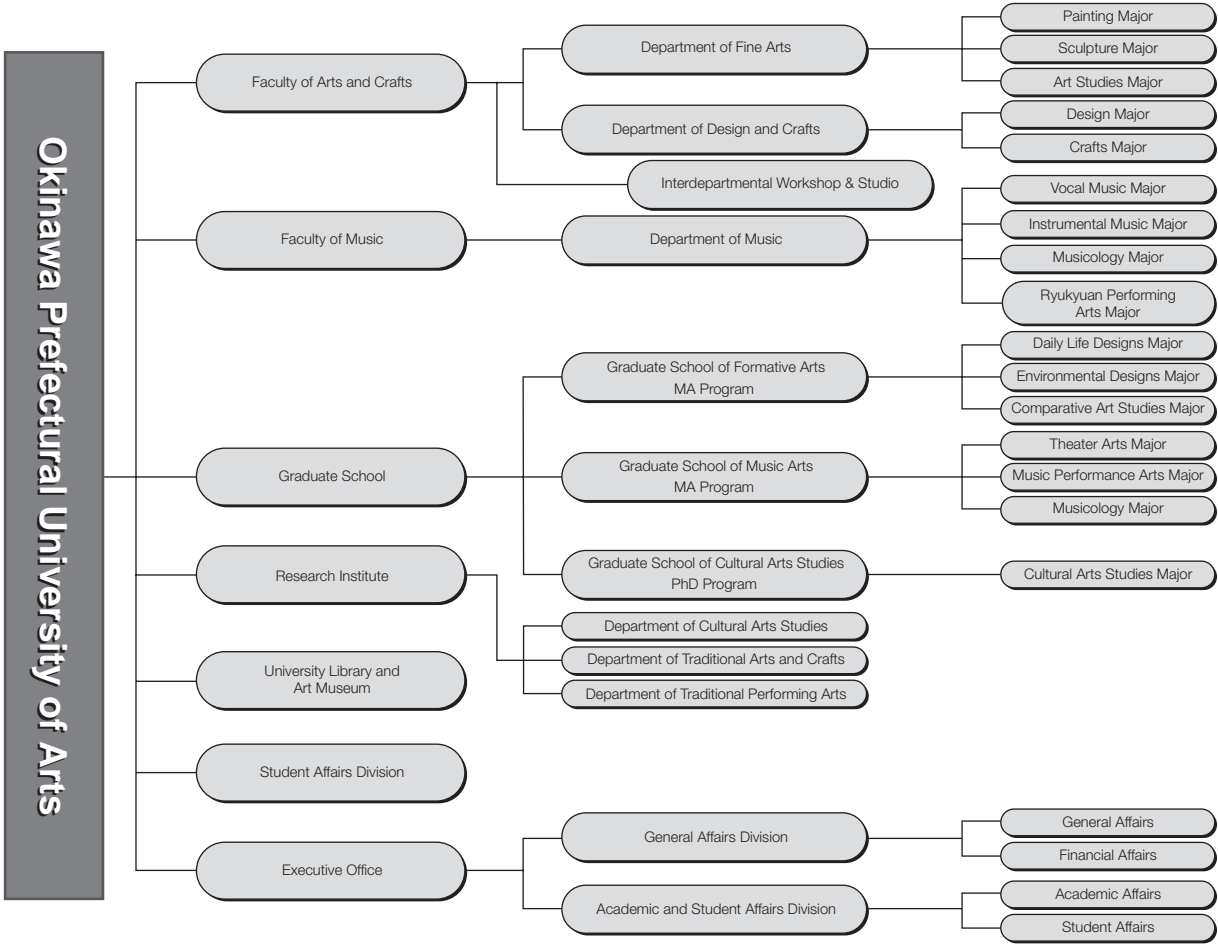 Okinawa Prefectural University of Arts
Faculty of Arts and Crafts
Department of Fine Arts
Painting Major
Sculpture Major
Art Studies Major
Department of Design and Crafts
Design Major
Crafts Major
Interdepartmental Workshop & Studio
Faculty of Music
Department of Music
Vocal Music Major
Instrumental Music Major
Musicology Major
Ryukyuan Performing
Arts Major
Graduate School
Graduate School of Formative Arts
MA Program
Daily Life Designs Major
Environmental Designs Major
Comparative Art Studies Major
Graduate School of Music Arts
MA Program
Theater Arts Major
Music Performance Arts Major
Musicology Major
Graduate School of Cultural Arts Studies
PhD Program
Cultural Arts Studies Major
Research Institute
Department of Cultural Arts Studies
Department of Traditional Arts and Crafts
Department of Traditional Performing Arts
University Library and
Art Museum
Student Affairs Division
Executive Office
General Affairs Division
General Affairs
Financial Affairs
Academic and Student Affairs Division
Academic Affairs
Student Affairs